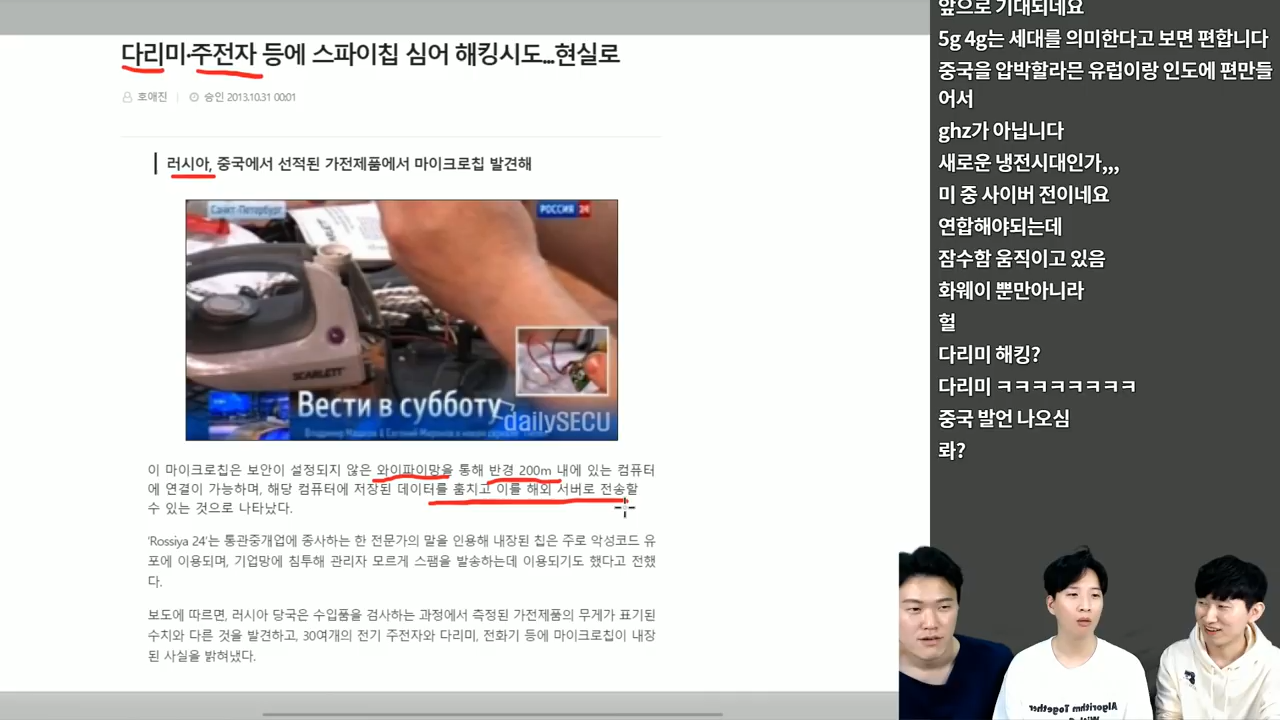 다리미·주전자 등에 스파이칩 심어 해킹시도...현실로
호애진
승인 2013.10.31 00:01
러시아, 중국에서 선적된 가전제품에서 마이크로칩 발견해
Санкт-Петербург
РОССИЯ 24
SCARLETT
Вести в субботу
dailySECU
이 마이크로칩은 보안이 설정되지 않은 와이파이망을 통해 반경 200m 내에 있는 컴퓨터
에 연결이 가능하며, 해당 컴퓨터에 저장된 데이터를 훔치고 이를 해외 서버로 전송할
수 있는 것으로 나타났다.
'Rossiya 24'는 통관중개업에 종사하는 한 전문가의 말을 인용해 내장된 칩은 주로 악성코드 유
포에 이용되며, 기업망에 침투해 관리자 모르게 스팸을 발송하는데 이용되기도 했다고 전했
다.
보도에 따르면, 러시아 당국은 수입품을 검사하는 과정에서 측정된 가전제품의 무게가 표기된
수치와 다른 것을 발견하고, 30여개의 전기 주전자와 다리미, 전화기 등에 마이크로칩이 내장
된 사실을 밝혀냈다.
앞으로 기대되네요
5g 4g는 세대를 의미한다고 보면 편합니다
중국을 압박할라믄 유럽이랑 인도에 편만들
어서
ghz가 아닙니다
새로운 냉전시대인가,,,
미 중 사이버 전이네요
연합해야되는데
잠수함 움직이고 있음
화웨이 뿐만아니라
헐
다리미 해킹?
다리미 ㅋㅋㅋㅋㅋㅋㅋㅋ
중국 발언 나오심
롸?
Algorithm Together